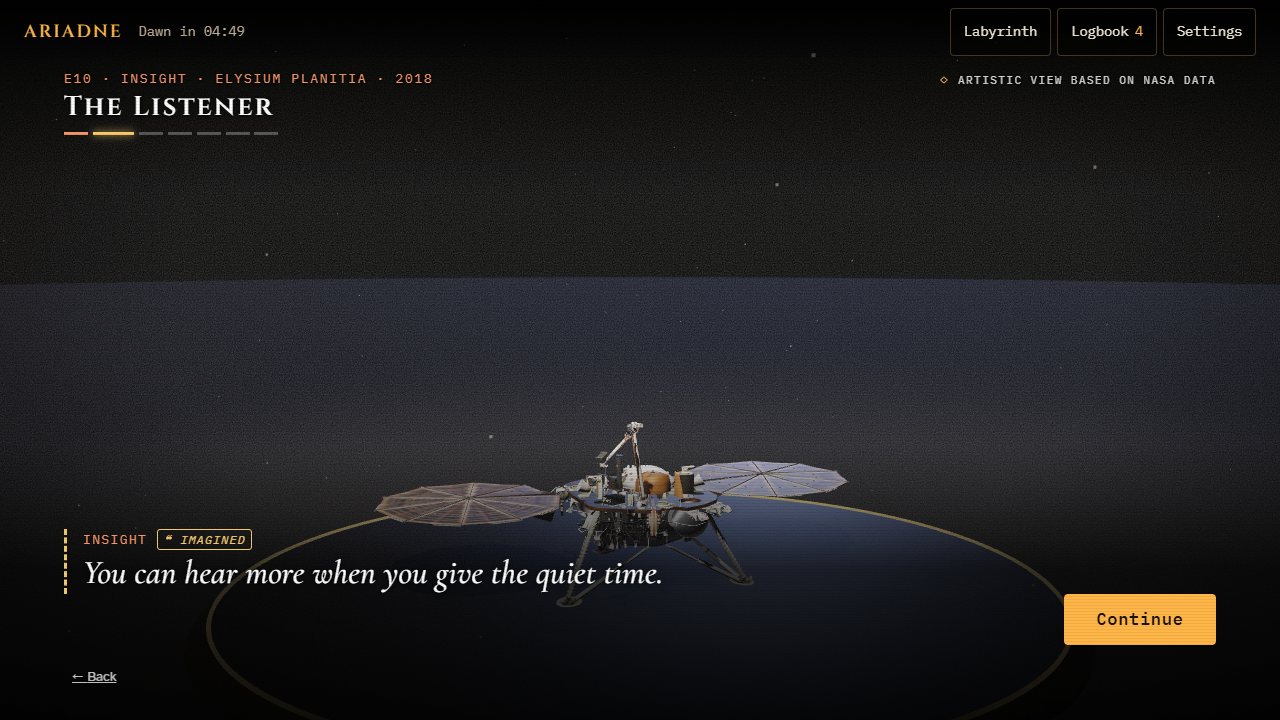 ARIADNE Dawn in 04:49 Labyrinth Logbook 4 Settings
E10 · INSIGHT · ELYSIUM PLANITIA · 2018
◇ ARTISTIC VIEW BASED ON NASA DATA
The Listener
INSIGHT ❝ IMAGINED
You can hear more when you give the quiet time.
Continue
← Back